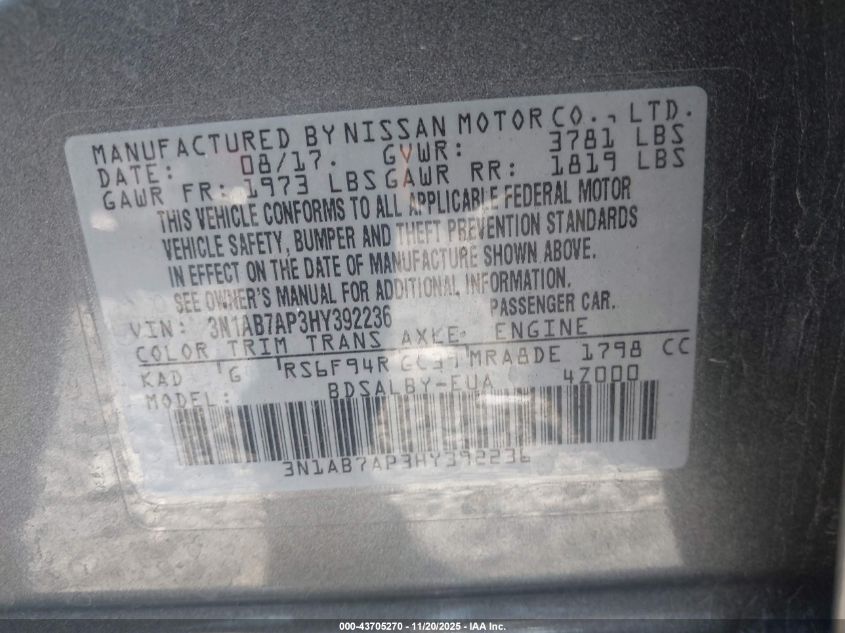 MANUFACTURED BY NISSAN MOTOR CO., LTD.
DATE: 08/17. GVWR: 3781 LBS
GAWR FR: 1973 LBS GAWR RR: 1819 LBS
THIS VEHICLE CONFORMS TO ALL APPLICABLE FEDERAL MOTOR
VEHICLE SAFETY, BUMPER AND THEFT PREVENTION STANDARDS
IN EFFECT ON THE DATE OF MANUFACTURE SHOWN ABOVE.
SEE OWNER'S MANUAL FOR ADDITIONAL INFORMATION.
VIN: 3N1AB7AP3HY392236 PASSENGER CAR.
COLOR TRIM TRANS AXLE: ENGINE
KAD G RS6F94R MRA8DE 1798 CC
MODEL: BDSALBY-EUA 4Z000
3N1AB7AP3HY392236
000-43705270 - 11/20/2025 - IAA Inc.